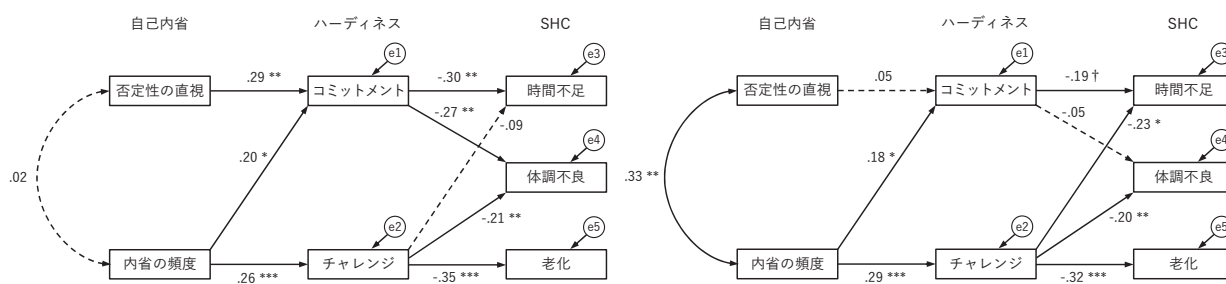 自己内省 ハーディネス SHC
e1 e3
否定性の直視 .29 ** コミットメント -.30 ** 時間不足
-.27 **
-.09
.20 *
e4
.02 体調不良
-.21 **
e2 e5
内省の頻度 .26 *** チャレンジ -.35 *** 老化
自己内省 ハーディネス SHC
e1 e3
否定性の直視 .05 コミットメント -.19 † 時間不足
-.05
-.23 *
.18 *
e4
.33 ** 体調不良
-.20 **
e2 e5
内省の頻度 .29 *** チャレンジ -.32 *** 老化